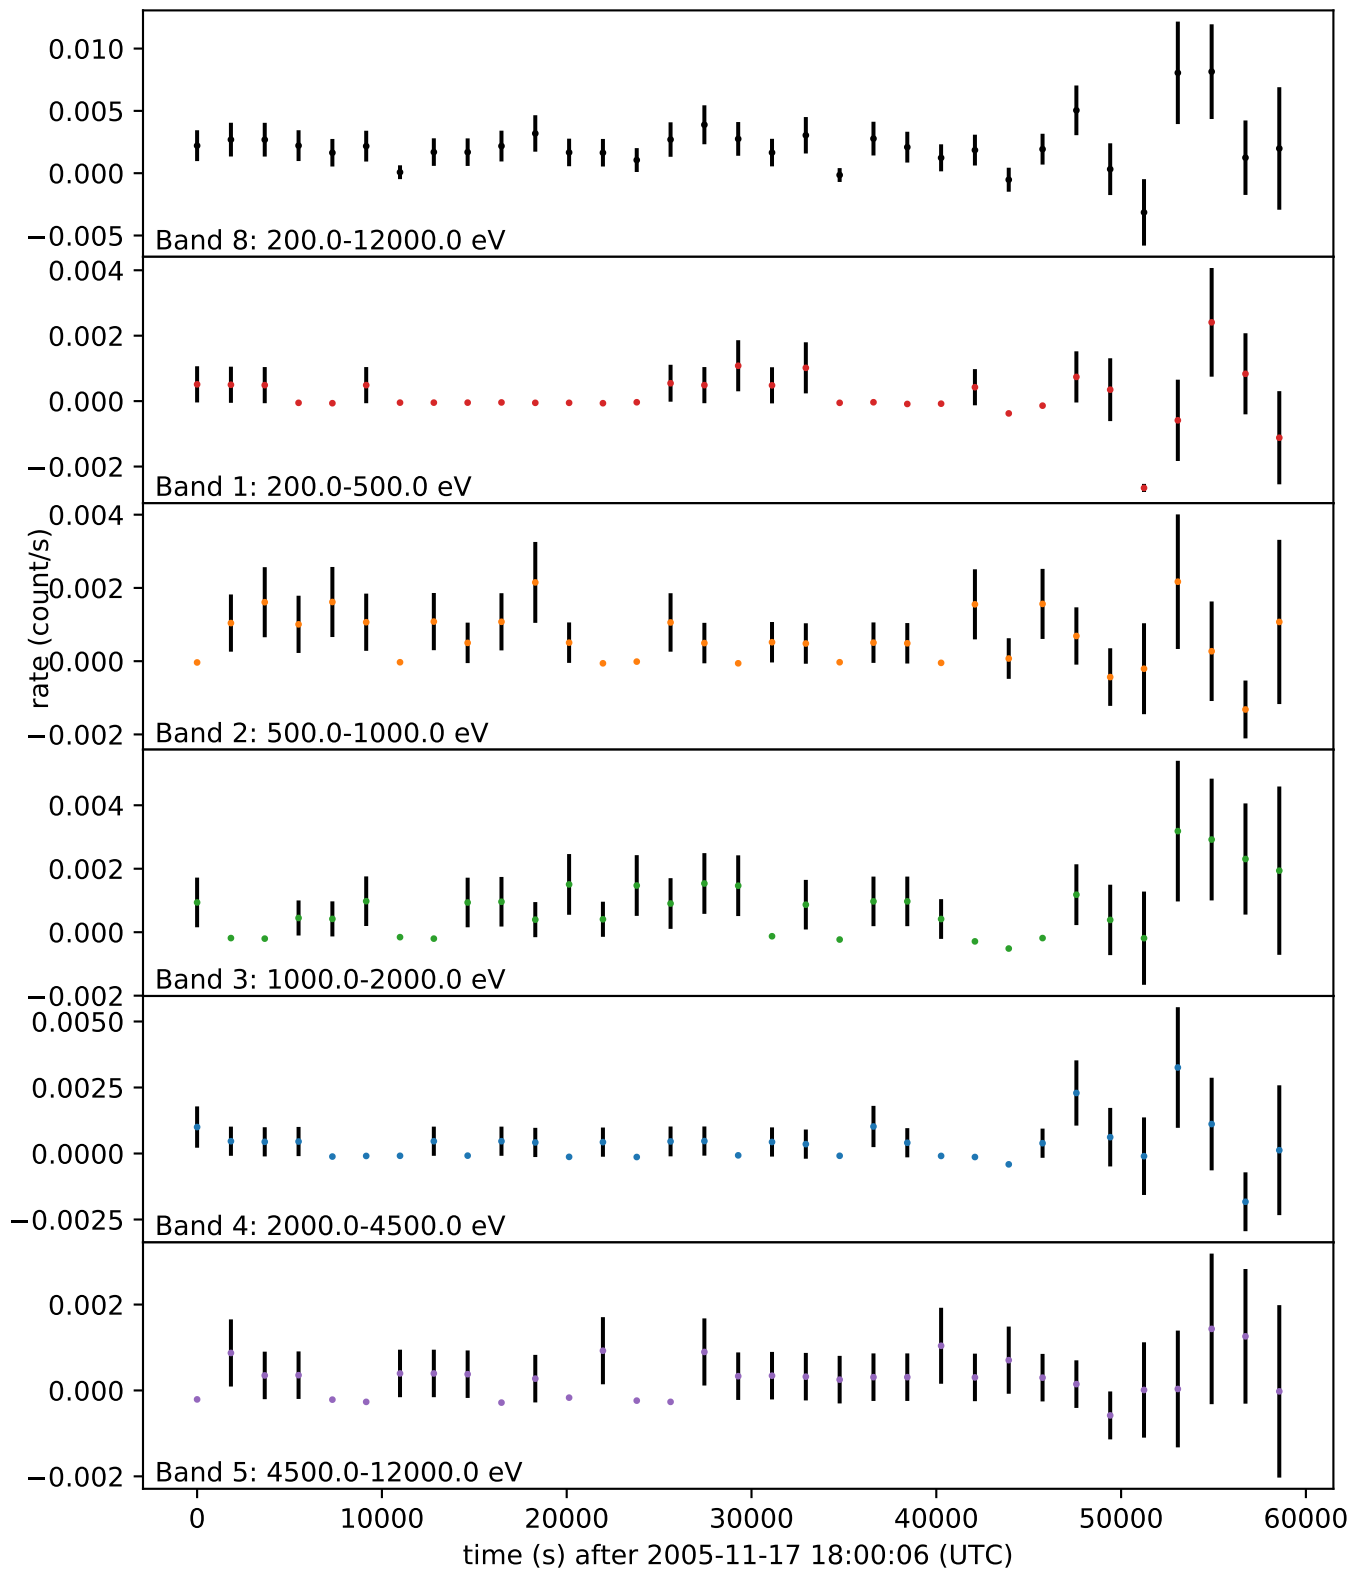 0.010
0.005
0.000
−0.005
Band 8: 200.0-12000.0 eV
0.004
0.002
0.000
−0.002
Band 1: 200.0-500.0 eV
rate (count/s)
0.004
0.002
0.000
−0.002
Band 2: 500.0-1000.0 eV
0.004
0.002
0.000
−0.002
Band 3: 1000.0-2000.0 eV
0.0050
0.0025
0.0000
−0.0025
Band 4: 2000.0-4500.0 eV
0.002
0.000
−0.002
Band 5: 4500.0-12000.0 eV
0 10000 20000 30000 40000 50000 60000
time (s) after 2005-11-17 18:00:06 (UTC)